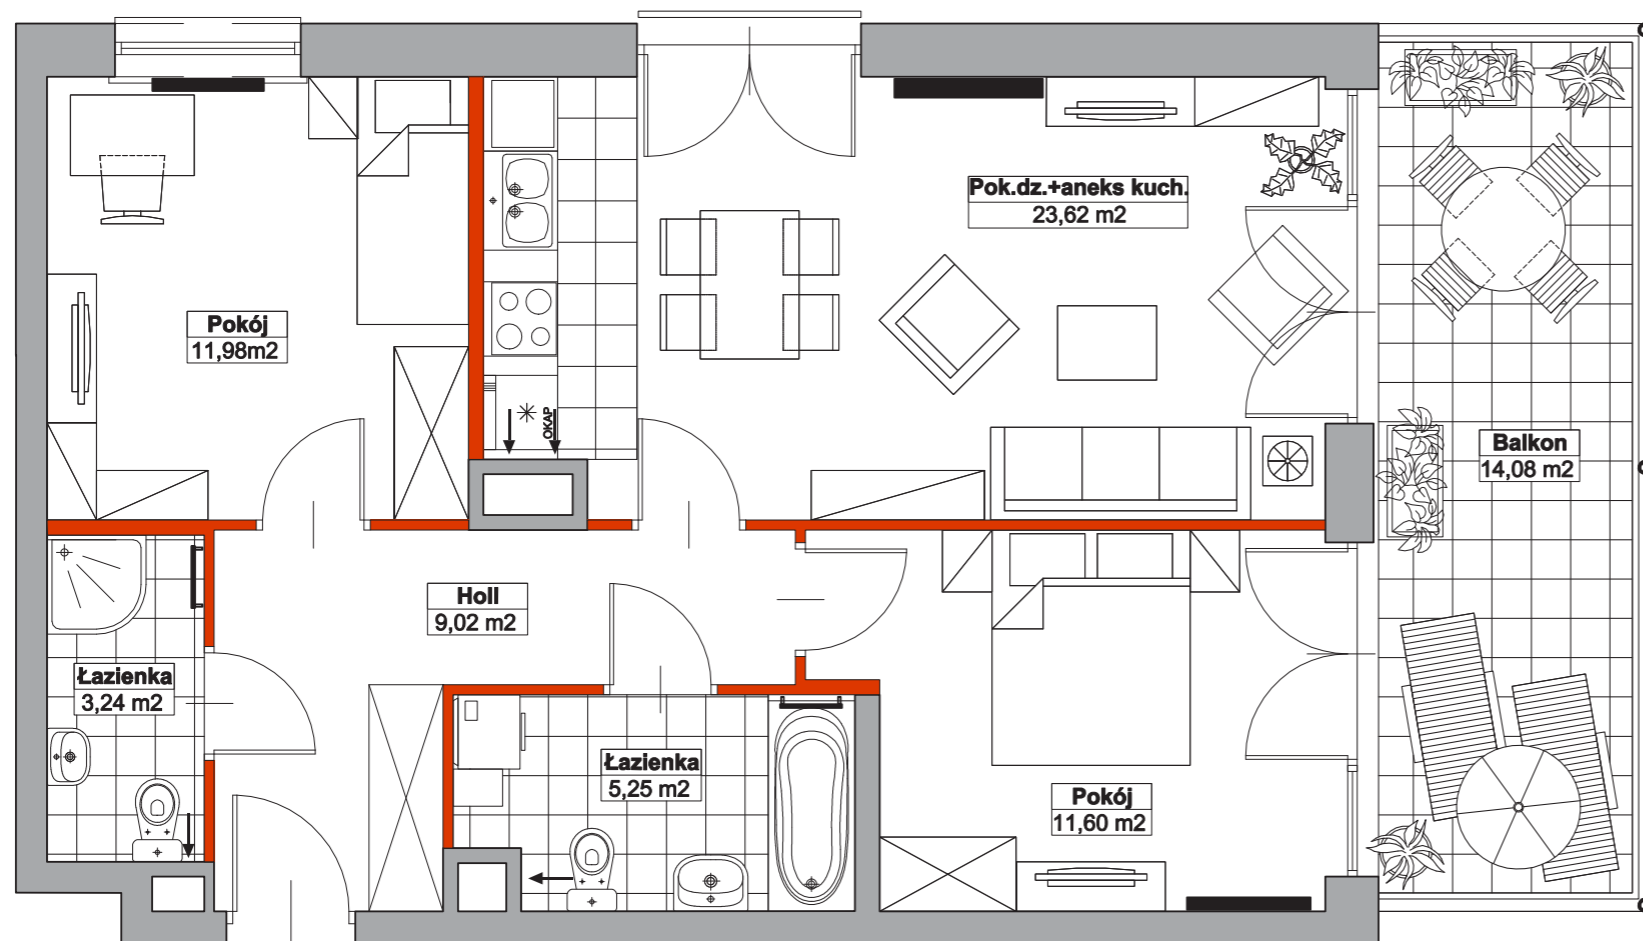 Pok.dz.+aneks kuch.
23,62 m2
Pokój
11,98m2
OKAP
Balkon
14,08 m2
Holl
9,02 m2
Łazienka
3,24 m2
Łazienka
5,25 m2
Pokój
11,60 m2